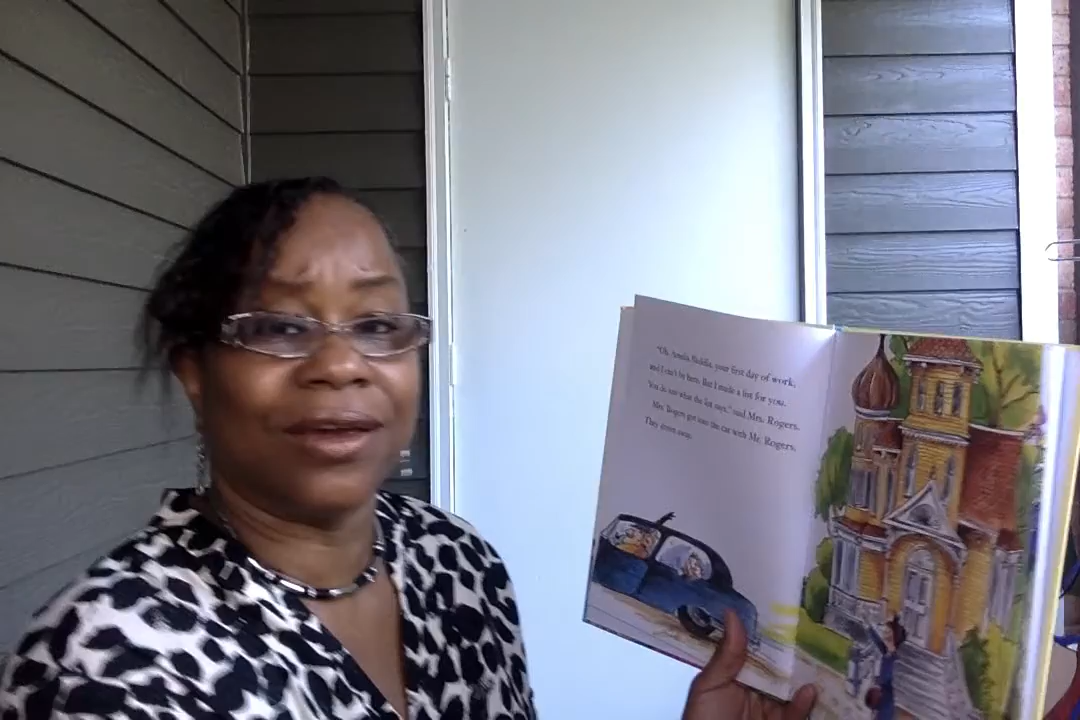 "Oh, Amelia Bedelia, your first day of work,
and I can't be here. But I made a list for you.
You do just what the list says," said Mrs. Rogers.
Mrs. Rogers got into the car with Mr. Rogers.
They drove away.